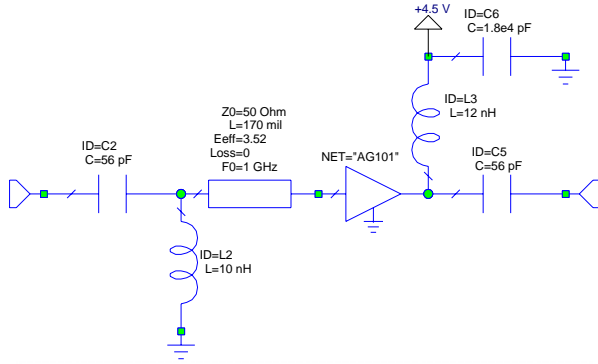 +4.5 V
ID=C6
C=1.8e4 pF
ID=L3
L=12 nH
Z0=50 Ohm
L=170 mil
Eeff=3.52
Loss=0
F0=1 GHz
ID=C2
C=56 pF
NET="AG101"
ID=C5
C=56 pF
ID=L2
L=10 nH